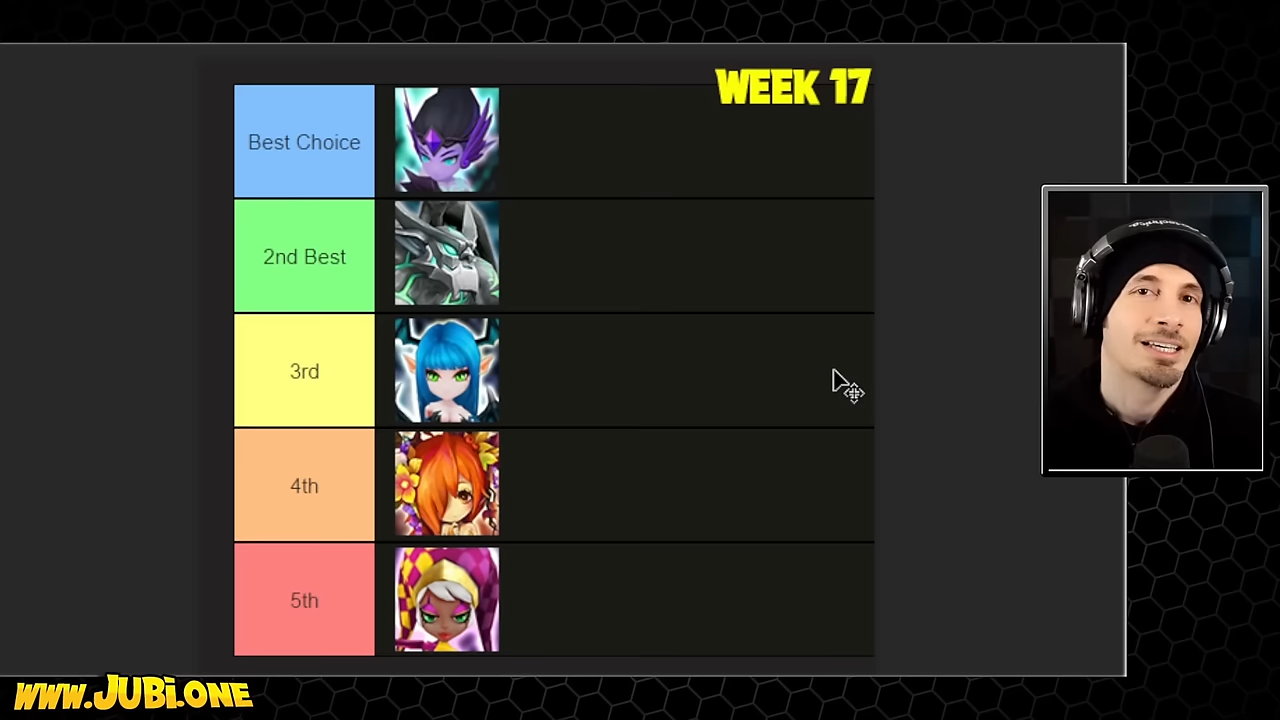 WEEK 17
Best Choice
2nd Best
3rd
4th
5th
www.JUBi.ONE